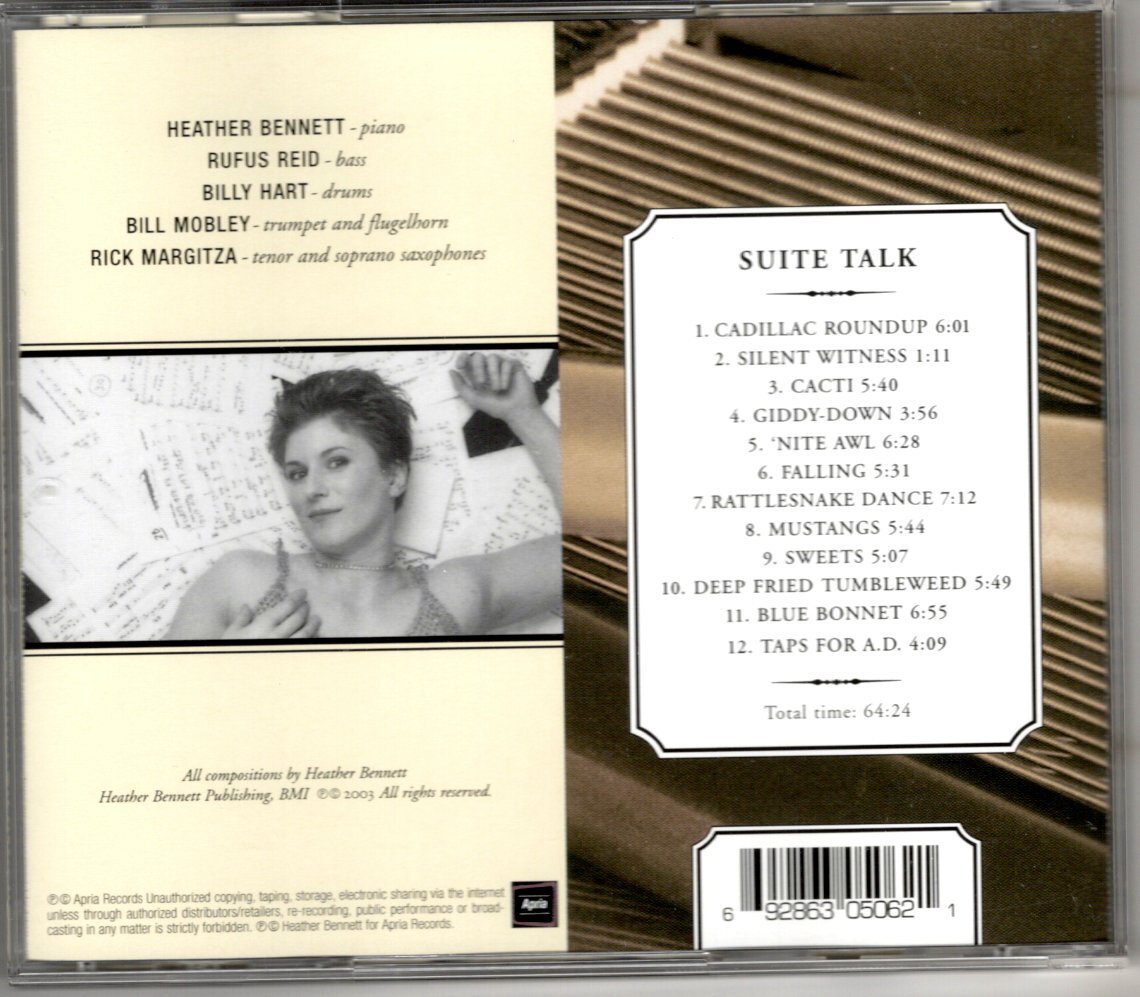 HEATHER BENNETT - piano
RUFUS REID - bass
BILLY HART - drums
BILL MOBLEY - trumpet and flugelhorn
RICK MARGITZA - tenor and soprano saxophones
All compositions by Heather Bennett
Heather Bennett Publishing, BMI ℗© 2003 All rights reserved.
℗© Apria Records Unauthorized copying, taping, storage, electronic sharing via the internet
unless through authorized distributors/retailers, re-recording, public performance or broad-
casting in any matter is strictly forbidden. ℗© Heather Bennett for Apria Records.
Apria
SUITE TALK
1. CADILLAC ROUNDUP 6:01
2. SILENT WITNESS 1:11
3. CACTI 5:40
4. GIDDY-DOWN 3:56
5. ‘NITE AWL 6:28
6. FALLING 5:31
7. RATTLESNAKE DANCE 7:12
8. MUSTANGS 5:44
9. SWEETS 5:07
10. DEEP FRIED TUMBLEWEED 5:49
11. BLUE BONNET 6:55
12. TAPS FOR A.D. 4:09
Total time: 64:24
6 92863 05062 1